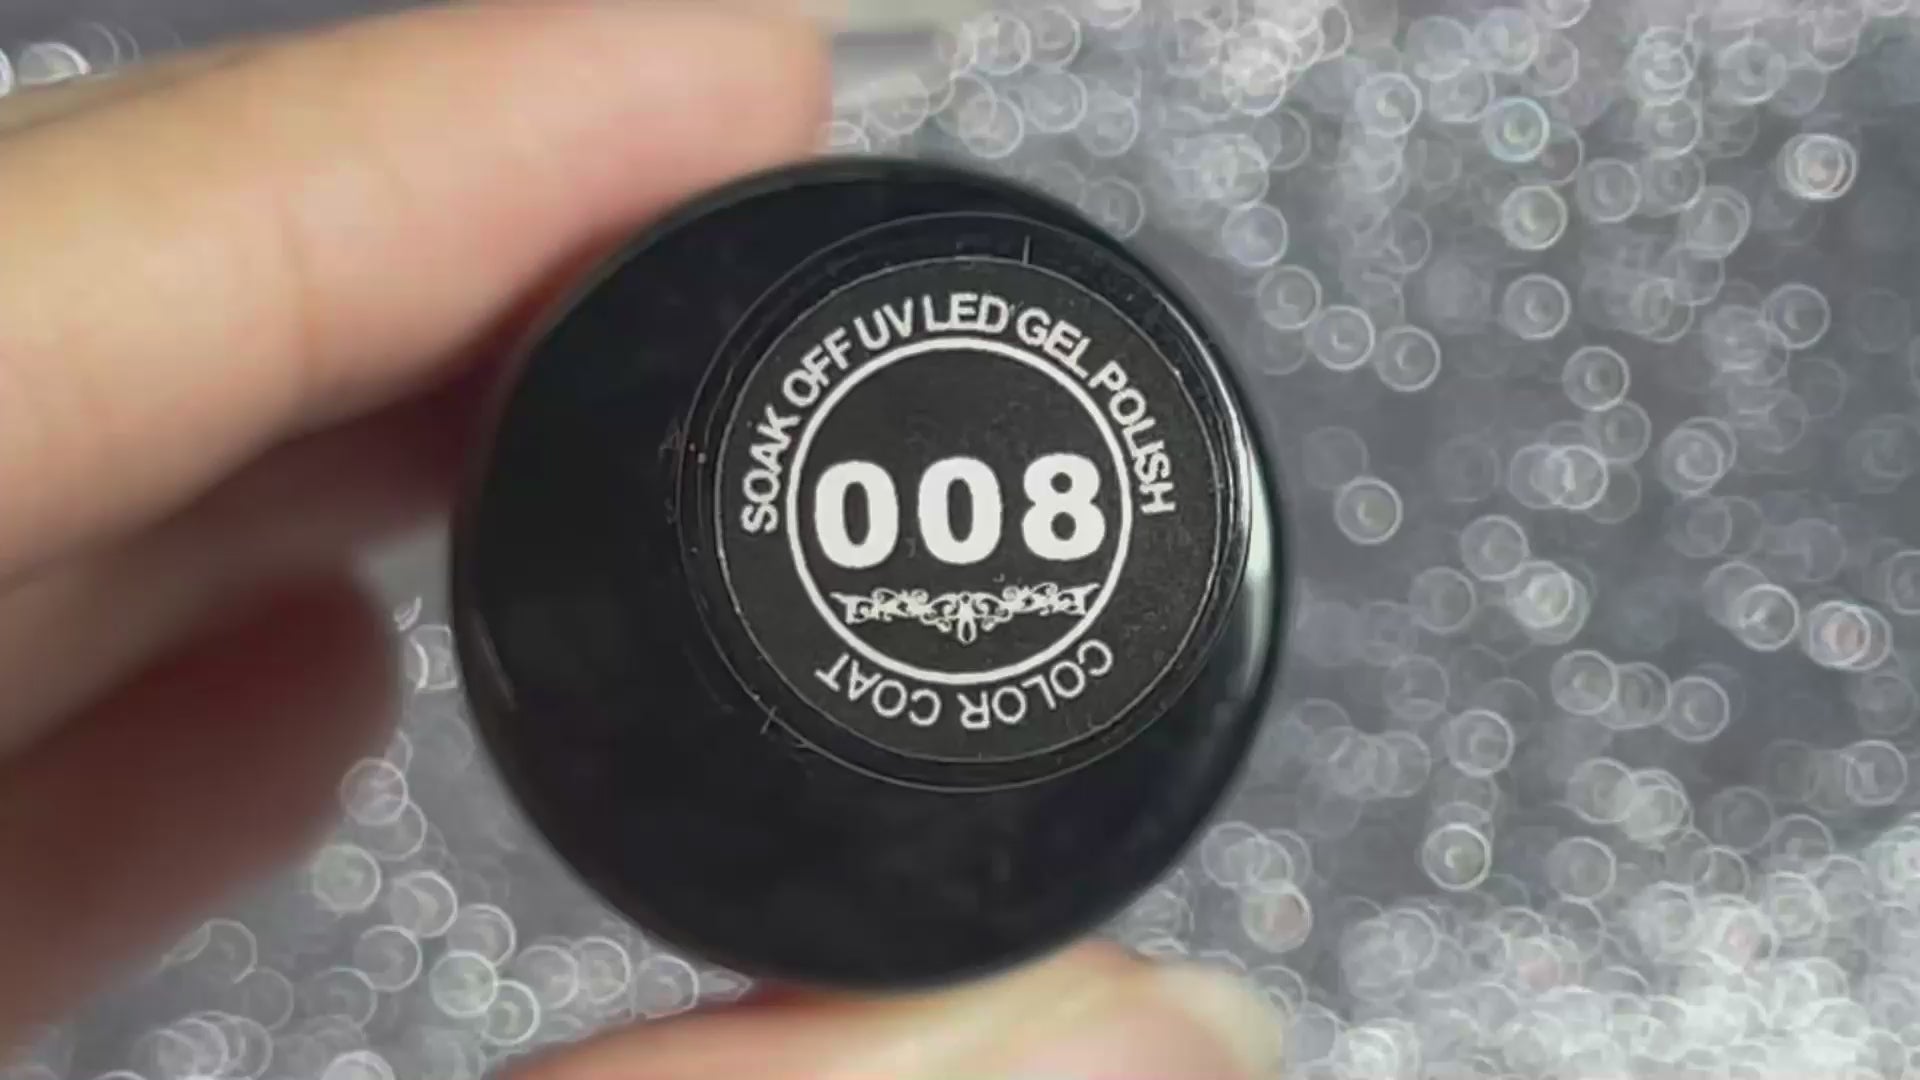 SOAK OFF UV LED GEL POLISH
008
COLOR COAT